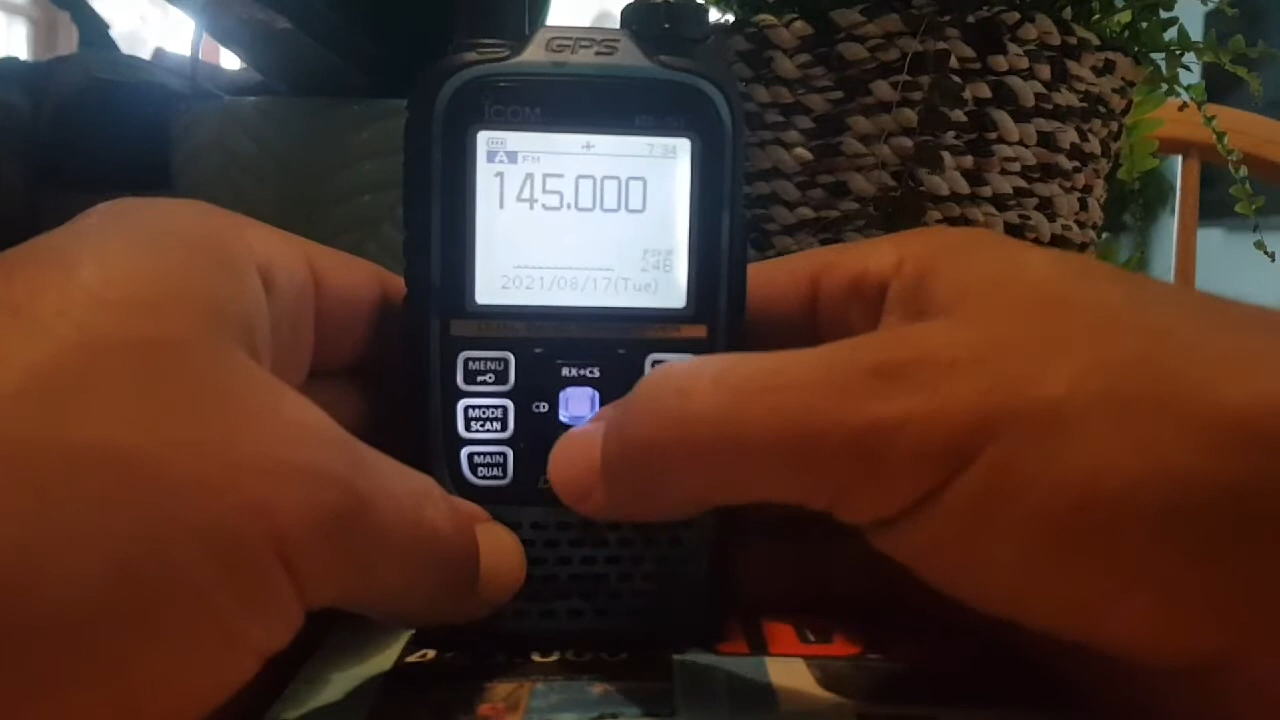 GPS
ICOM
7:34
A FM
145.000
248
2021/08/17(Tue)
MENU
RX→CS
CD
MODE
SCAN
MAIN
DUAL